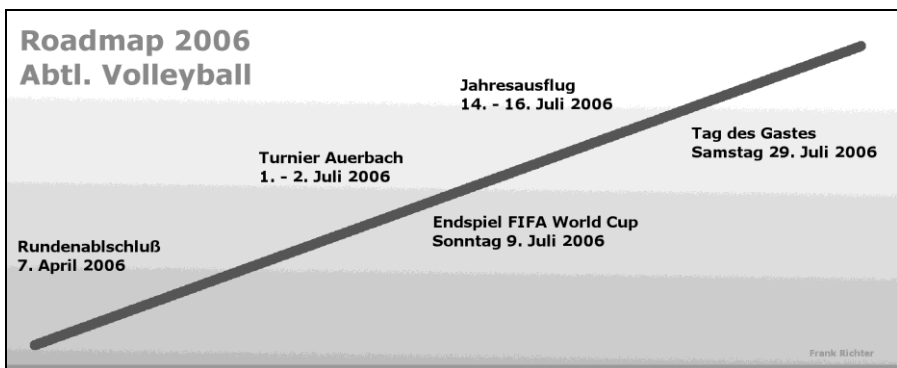 Roadmap 2006
Abtl. Volleyball
Jahresausflug
14. - 16. Juli 2006
Tag des Gastes
Samstag 29. Juli 2006
Turnier Auerbach
1. - 2. Juli 2006
Endspiel FIFA World Cup
Sonntag 9. Juli 2006
Rundenablschluß
7. April 2006
Frank Richter